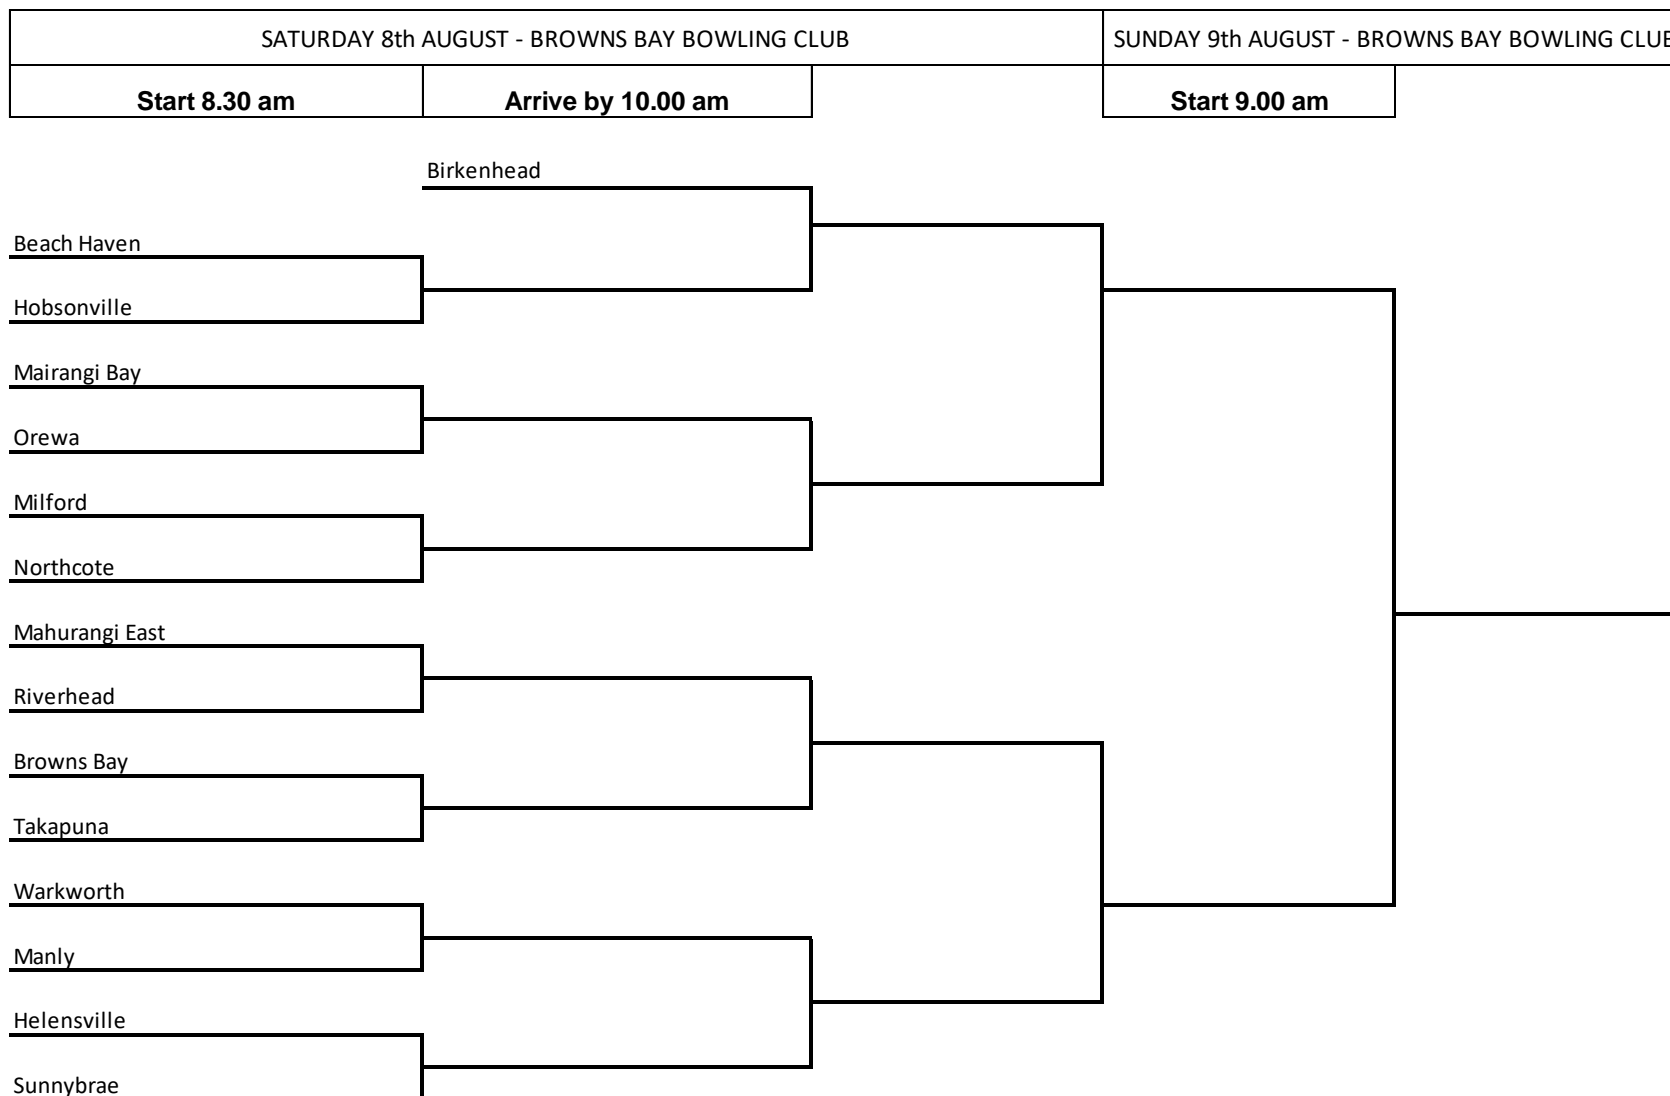 SATURDAY 8th AUGUST - BROWNS BAY BOWLING CLUB
SUNDAY 9th AUGUST - BROWNS BAY BOWLING CLUB
Start 8.30 am
Arrive by 10.00 am
Start 9.00 am
Birkenhead
Beach Haven
Hobsonville
Mairangi Bay
Orewa
Milford
Northcote
Mahurangi East
Riverhead
Browns Bay
Takapuna
Warkworth
Manly
Helensville
Sunnybrae